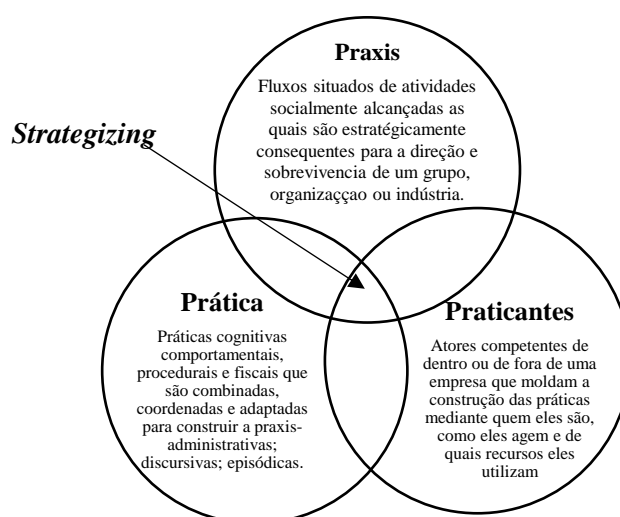 Praxis
Fluxos situados de atividades
socialmente alcançadas as
quais são estratégicamente
consequentes para a direção e
sobrevivencia de um grupo,
organizaçção ou indústria.
Strategizing
Prática
Práticas cognitivas
comportamentais,
procedurais e fiscais que
são combinadas,
coordenadas e adaptadas
para construir a praxis-
administrativas;
discursivas; episódicas.
Praticantes
Atores competentes de
dentro ou de fora de uma
empresa que moldam a
construção das práticas
mediante quem eles são,
como eles agem e de
quais recursos eles
utilizam